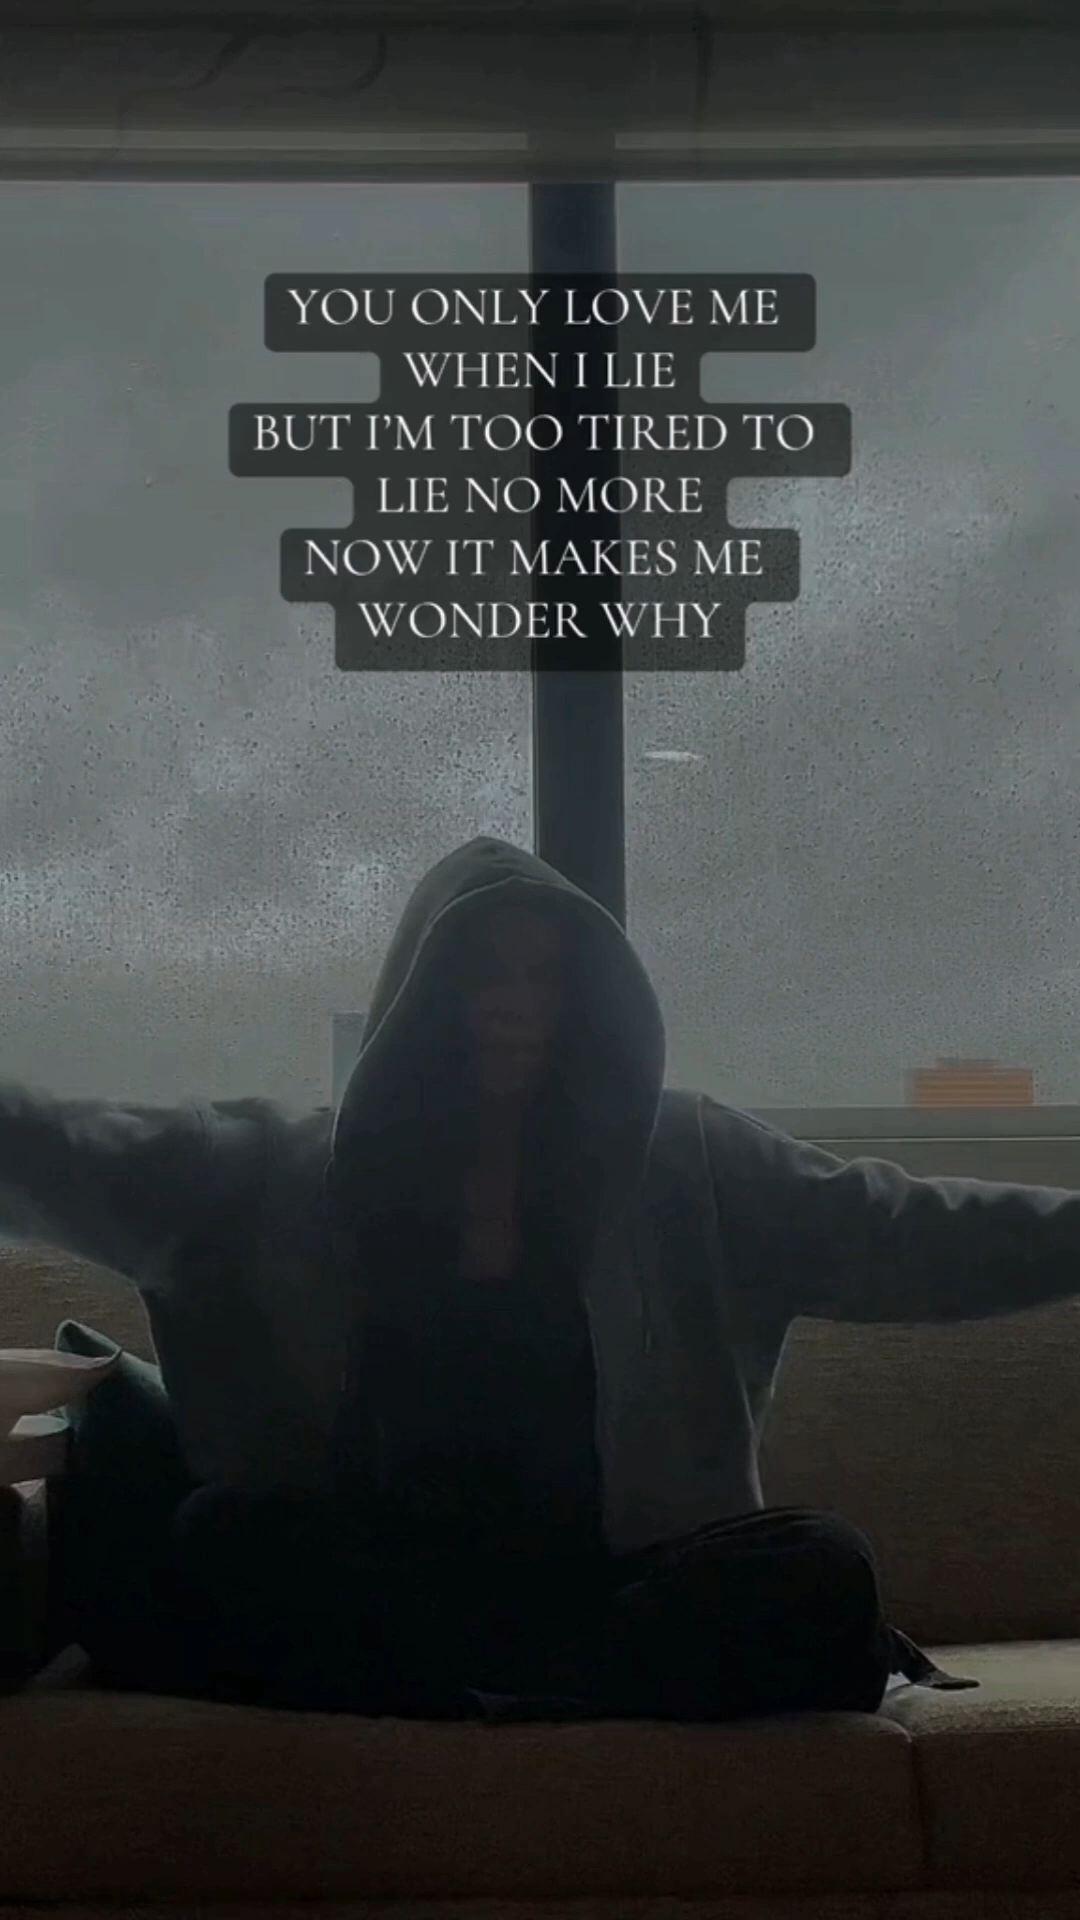 YOU ONLY LOVE ME
WHEN I LIE
BUT I'M TOO TIRED TO
LIE NO MORE
NOW IT MAKES ME
WONDER WHY